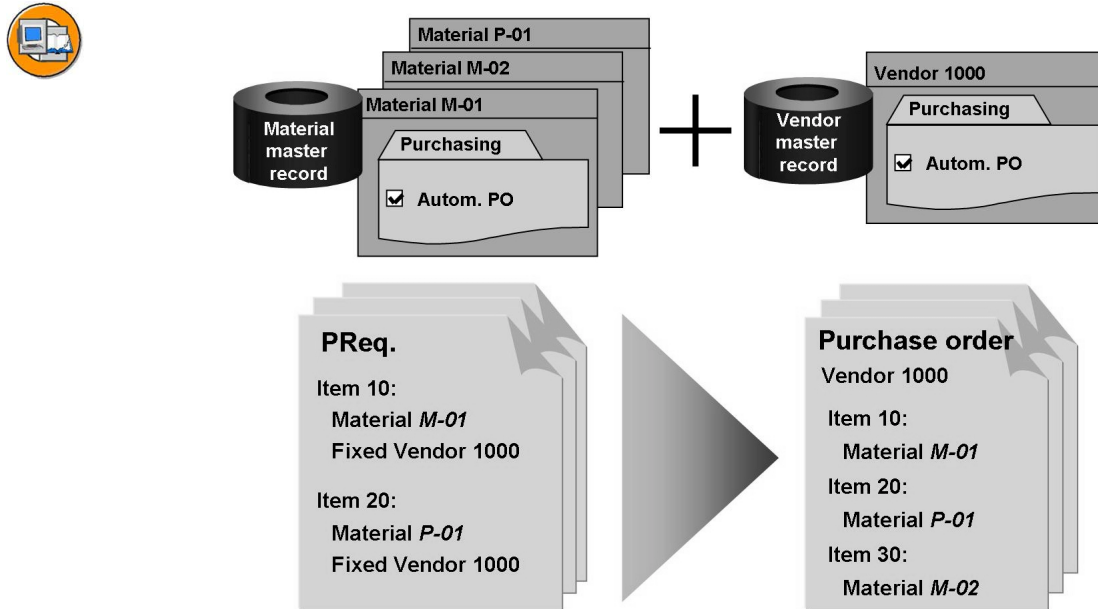 Material P-01
Material M-02
Material M-01
Material
master
record
Purchasing
Autom. PO
Vendor 1000
Vendor
master
record
Purchasing
Autom. PO
PReq.
Item 10:
Material M-01
Fixed Vendor 1000
Item 20:
Material P-01
Fixed Vendor 1000
Purchase order
Vendor 1000
Item 10:
Material M-01
Item 20:
Material P-01
Item 30:
Material M-02